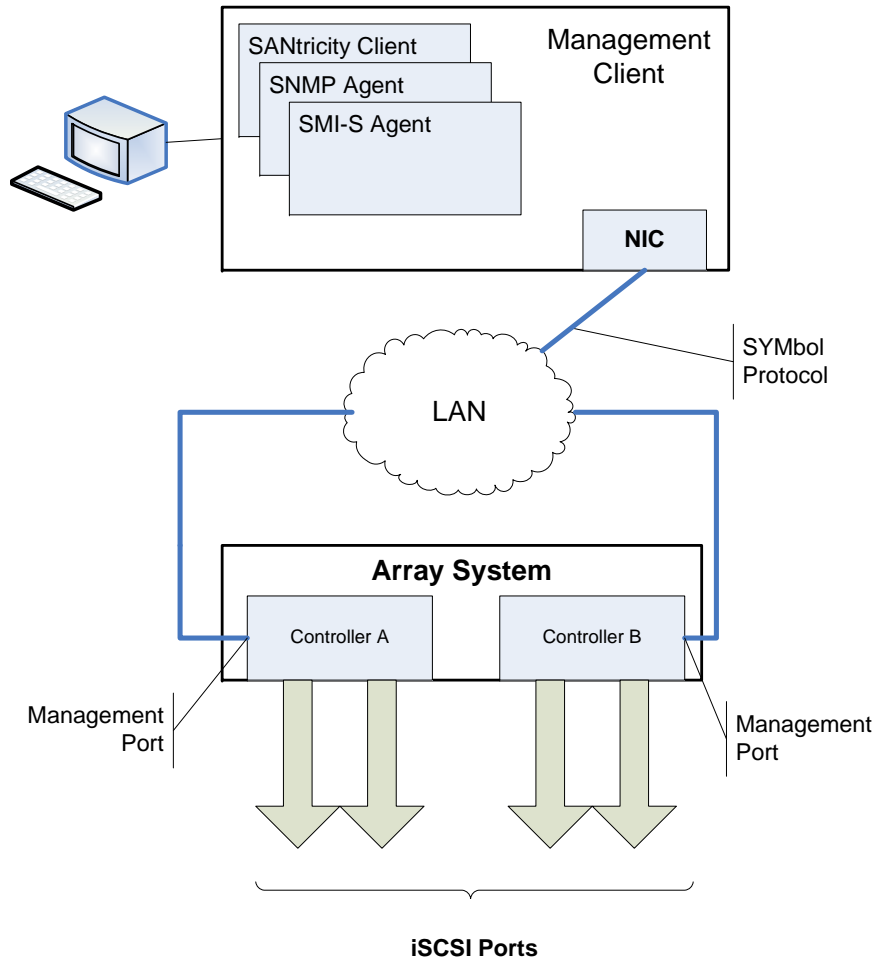 SANtricity Client
SNMP Agent
SMI-S Agent
Management
Client
NIC
SYMbol
Protocol
LAN
Array System
Controller A
Controller B
Management
Port
Management
Port
iSCSI Ports